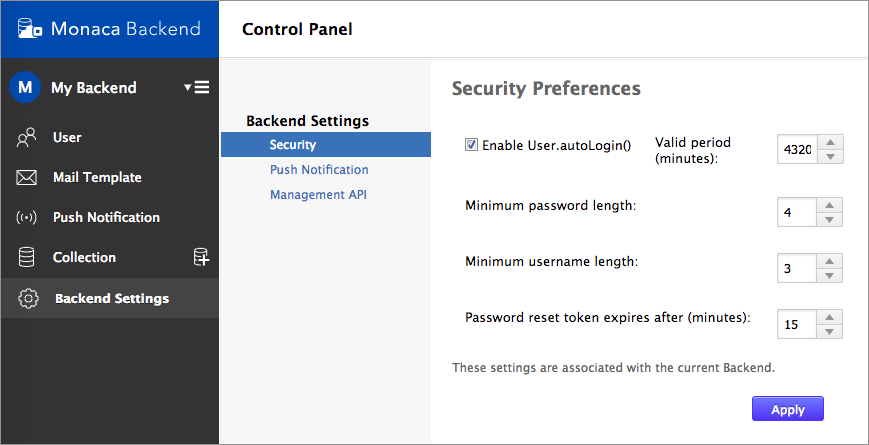 Monaca Backend
Control Panel
M
My Backend
User
Mail Template
Push Notification
Collection
Backend Settings
Backend Settings
Security
Push Notification
Management API
Security Preferences
Enable User.autoLogin()
Valid period
(minutes):
4320
Minimum password length:
4
Minimum username length:
3
Password reset token expires after (minutes):
15
These settings are associated with the current Backend.
Apply